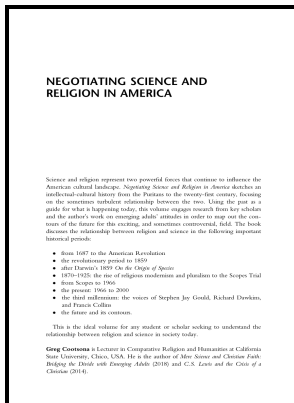 NEGOTIATING SCIENCE AND
RELIGION IN AMERICA
Science and religion represent two powerful forces that continue to influence the
American cultural landscape. Negotiating Science and Religion in America sketches an
intellectual-cultural history from the Puritans to the twenty-first century, focusing
on the sometimes turbulent relationship between the two. Using the past as a
guide for what is happening today, this volume engages research from key scholars
and the author's work on emerging adults' attitudes in order to map out the con-
tours of the future for this exciting, and sometimes controversial, field. The book
discusses the relationship between religion and science in the following important
historical periods:
• from 1687 to the American Revolution
• the revolutionary period to 1859
• after Darwin's 1859 On the Origin of Species
• 1870–1925: the rise of religious modernism and pluralism to the Scopes Trial
• from Scopes to 1966
• the present: 1966 to 2000
• the third millennium: the voices of Stephen Jay Gould, Richard Dawkins,
and Francis Collins
• the future and its contours.
This is the ideal volume for any student or scholar seeking to understand the
relationship between religion and science in society today.
Greg Cootsona is Lecturer in Comparative Religion and Humanities at California
State University, Chico, USA. He is the author of Mere Science and Christian Faith:
Bridging the Divide with Emerging Adults (2018) and C.S. Lewis and the Crisis of a
Christian (2014).